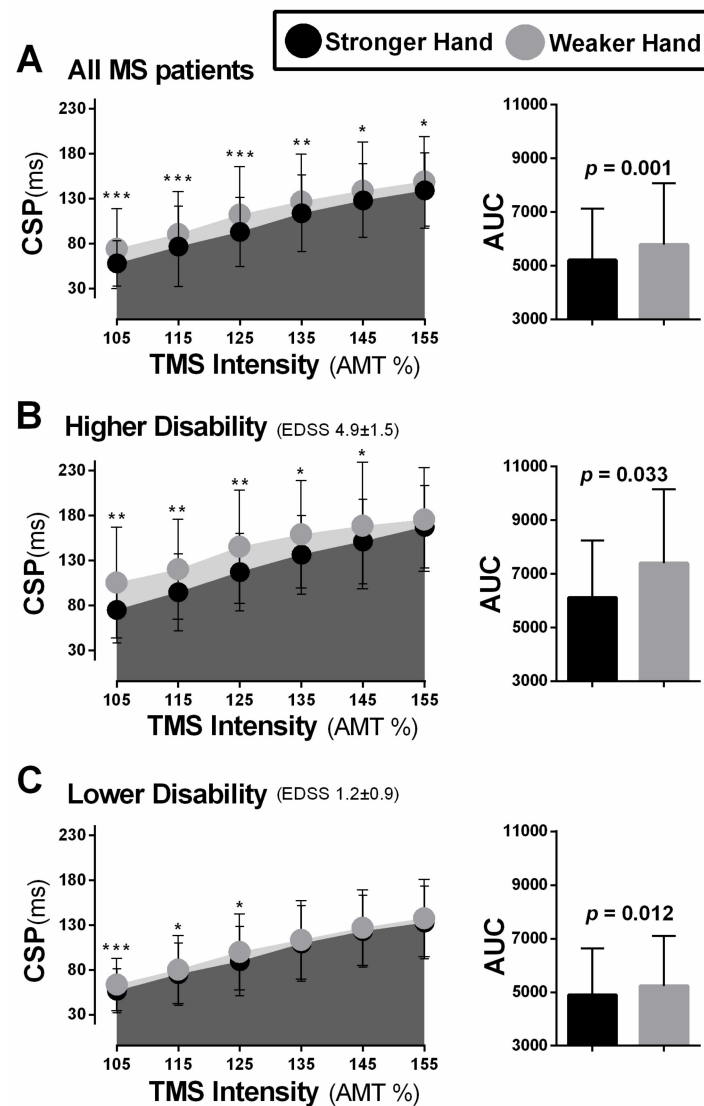 Stronger Hand Weaker Hand
A All MS patients
CSP(ms)
230
180
130
80
30
*** *** *** ** * *
105 115 125 135 145 155
TMS Intensity (AMT %)
AUC
11000
9000
7000
5000
3000
p = 0.001
B Higher Disability (EDSS 4.9±1.5)
CSP(ms)
230
180
130
80
30
** ** ** * *
105 115 125 135 145 155
TMS Intensity (AMT %)
AUC
11000
9000
7000
5000
3000
p = 0.033
C Lower Disability (EDSS 1.2±0.9)
CSP(ms)
230
180
130
80
30
*** * *
105 115 125 135 145 155
TMS Intensity (AMT %)
AUC
11000
9000
7000
5000
3000
p = 0.012